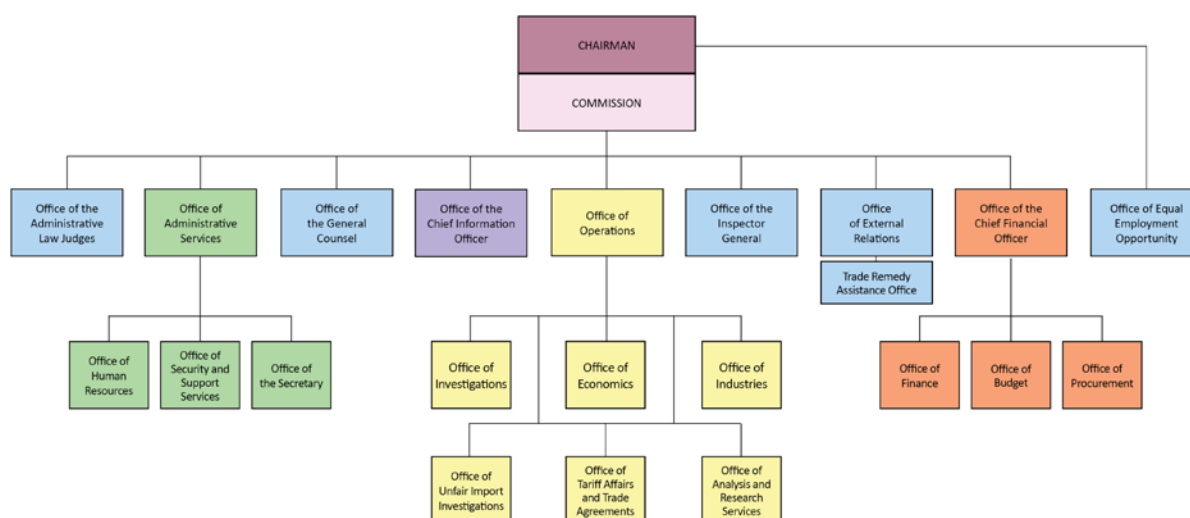 CHAIRMAN
COMMISSION
Office of the
Administrative
Law Judges
Office of
Administrative
Services
Office of
the General
Counsel
Office of the
Chief Information
Officer
Office of
Operations
Office of the
Inspector
General
Office
of External
Relations
Office of the
Chief Financial
Officer
Office of Equal
Employment
Opportunity
Trade Remedy
Assistance Office
Office of
Human
Resources
Office of
Security and
Support
Services
Office of
the Secretary
Office of
Investigations
Office of
Economics
Office of
Industries
Office of
Finance
Office of
Budget
Office of
Procurement
Office of
Unfair Import
Investigations
Office of
Tariff Affairs
and Trade
Agreements
Office of
Analysis and
Research
Services